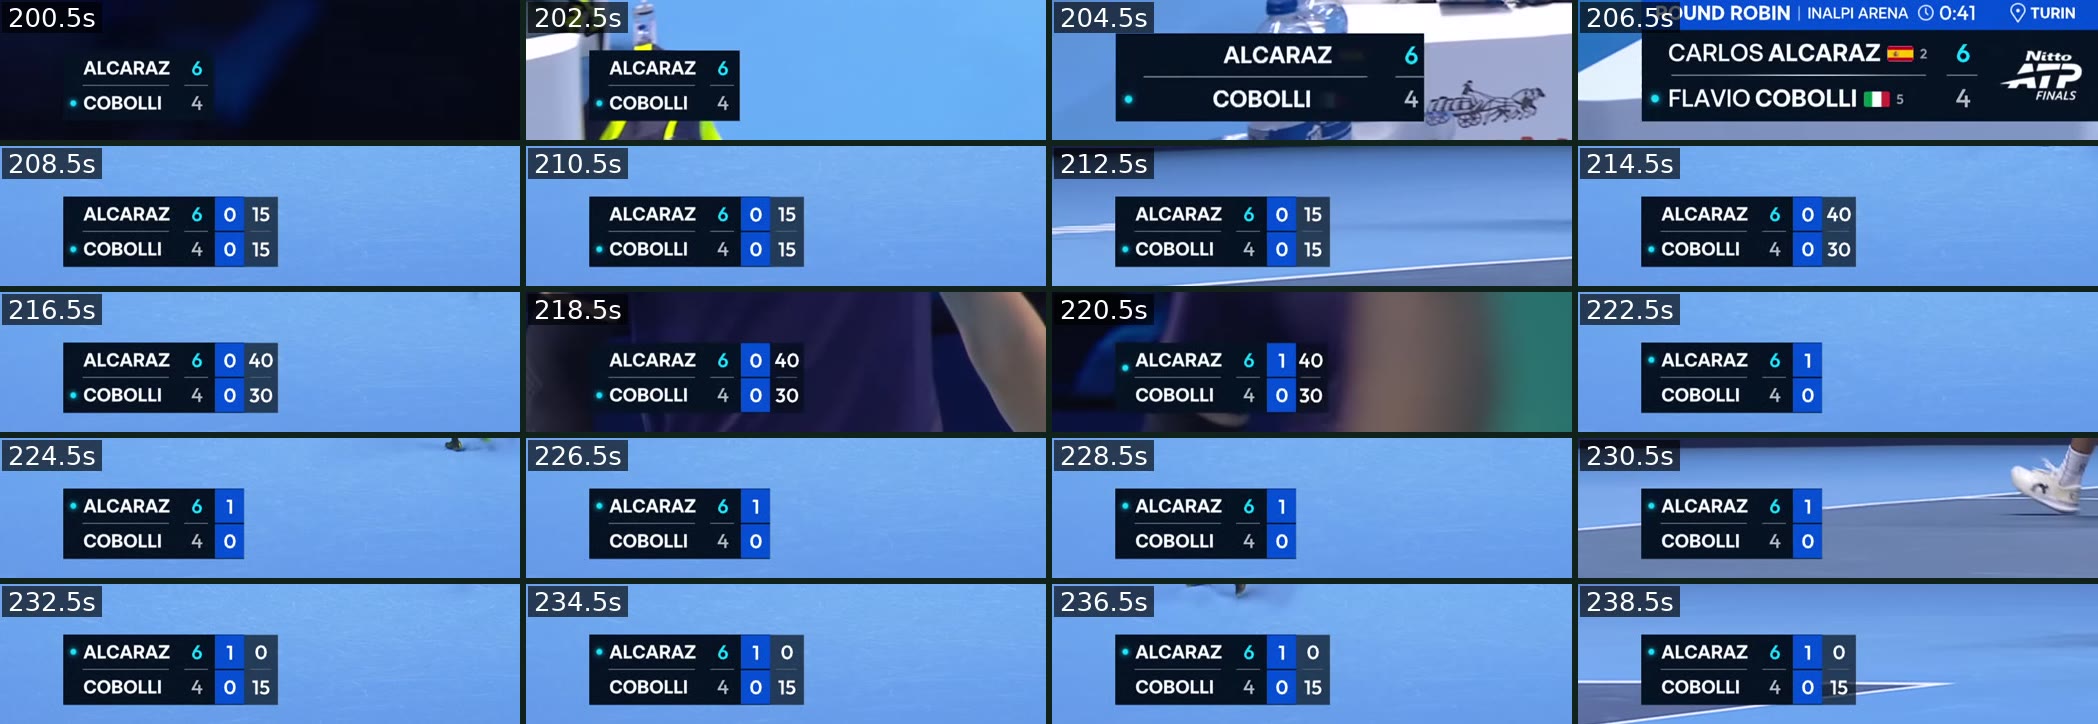 200.5s
ALCARAZ 6
COBOLLI 4
202.5s
ALCARAZ 6
COBOLLI 4
204.5s
ALCARAZ 6
COBOLLI 4
206.5s
ROUND ROBIN | INALPI ARENA 0:41 TURIN
CARLOS ALCARAZ 2 6
FLAVIO COBOLLI 5 4
Nitto
ATP
FINALS
208.5s
ALCARAZ 6 0 15
COBOLLI 4 0 15
210.5s
ALCARAZ 6 0 15
COBOLLI 4 0 15
212.5s
ALCARAZ 6 0 15
COBOLLI 4 0 15
214.5s
ALCARAZ 6 0 40
COBOLLI 4 0 30
216.5s
ALCARAZ 6 0 40
COBOLLI 4 0 30
218.5s
ALCARAZ 6 0 40
COBOLLI 4 0 30
220.5s
ALCARAZ 6 1 40
COBOLLI 4 0 30
222.5s
ALCARAZ 6 1
COBOLLI 4 0
224.5s
ALCARAZ 6 1
COBOLLI 4 0
226.5s
ALCARAZ 6 1
COBOLLI 4 0
228.5s
ALCARAZ 6 1
COBOLLI 4 0
230.5s
ALCARAZ 6 1
COBOLLI 4 0
232.5s
ALCARAZ 6 1 0
COBOLLI 4 0 15
234.5s
ALCARAZ 6 1 0
COBOLLI 4 0 15
236.5s
ALCARAZ 6 1 0
COBOLLI 4 0 15
238.5s
ALCARAZ 6 1 0
COBOLLI 4 0 15